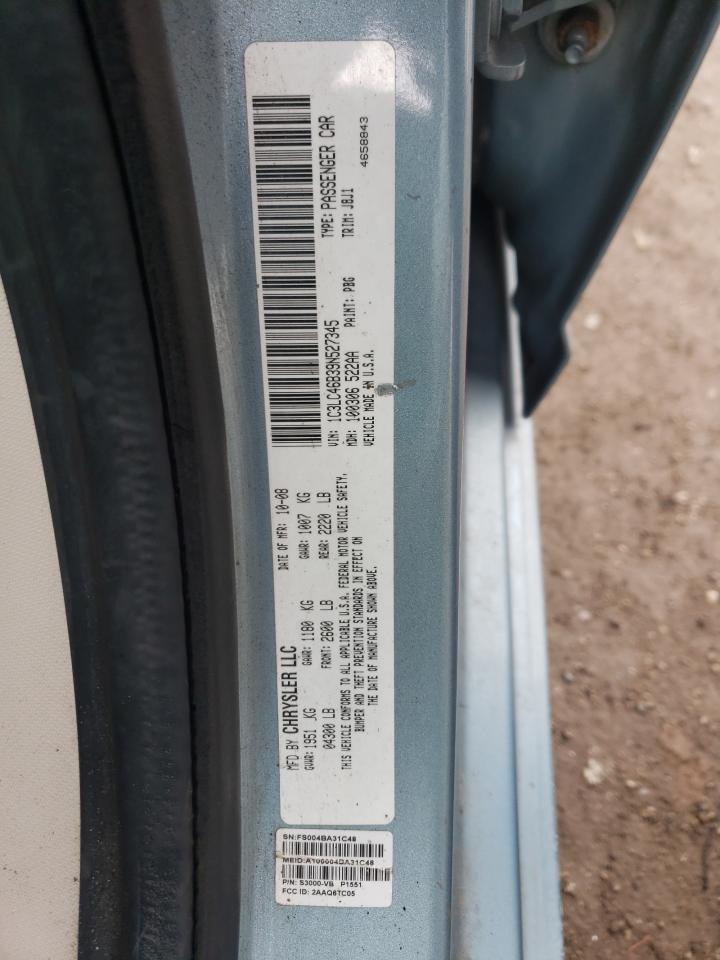 MFD BY CHRYSLER LLC
DATE OF MFR: 10-08
GVWR: 1951 KG
04300 LB
GAWR: 1180 KG
FRONT: 2600 LB
GAWR: 1007 KG
REAR: 2220 LB
THIS VEHICLE CONFORMS TO ALL APPLICABLE U.S.A. FEDERAL MOTOR VEHICLE SAFETY,
BUMPER AND THEFT PREVENTION STANDARDS IN EFFECT ON
THE DATE OF MANUFACTURE SHOWN ABOVE.
VIN: 1C3LC46B39N527345
TYPE: PASSENGER CAR
MDH: 100306 522AA
PAINT: PBG
TRIM: JBJ1
VEHICLE MADE IN U.S.A.
4658843
SN:FS004BA31C48
MEID:A100004BA31C48
P/N: S3000-VB P1551
FCC ID: 2AAQ6TC05